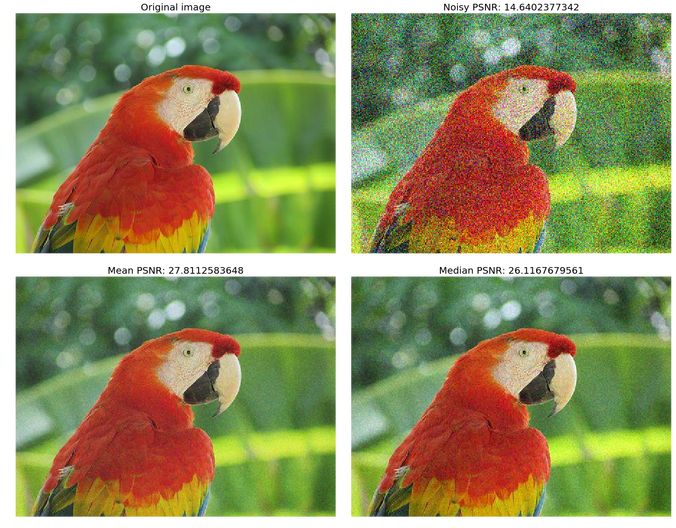 Original image
Noisy PSNR: 14.6402377342
Mean PSNR: 27.8112583648
Median PSNR: 26.1167679561